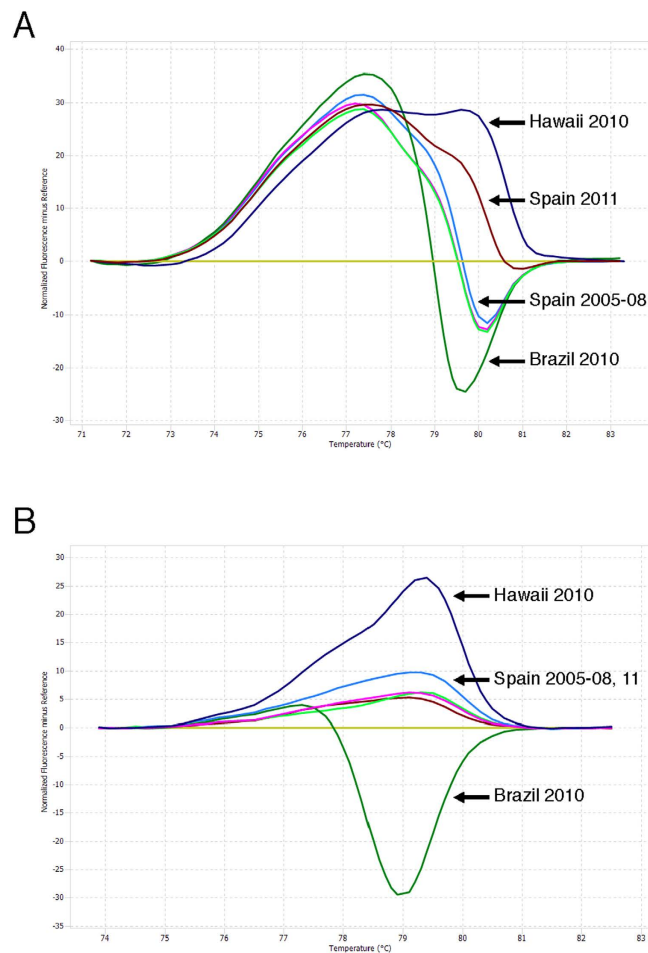 A
Normalized Fluorescence minus Reference
40
30
20
10
0
-10
-20
-30
Hawaii 2010
Spain 2011
Spain 2005-08
Brazil 2010
71 72 73 74 75 76 77 78 79 80 81 82 83
Temperature (°C)
B
Normalized Fluorescence minus Reference
30
25
20
15
10
5
0
-5
-10
-15
-20
-25
-30
-35
Hawaii 2010
Spain 2005-08, 11
Brazil 2010
74 75 76 77 78 79 80 81 82 83
Temperature (°C)